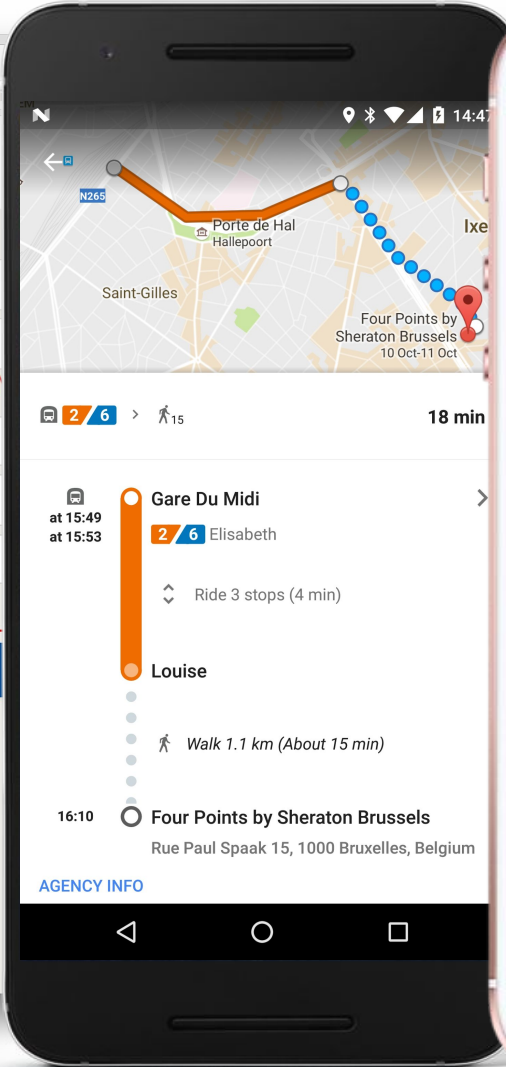 14:47
N265
Porte de Hal
Hallepoort
Ixe
Saint-Gilles
Four Points by
Sheraton Brussels
10 Oct-11 Oct
2/6 > 15
18 min
at 15:49
at 15:53
Gare Du Midi
2/6 Elisabeth
Ride 3 stops (4 min)
Louise
Walk 1.1 km (About 15 min)
16:10
Four Points by Sheraton Brussels
Rue Paul Spaak 15, 1000 Bruxelles, Belgium
AGENCY INFO